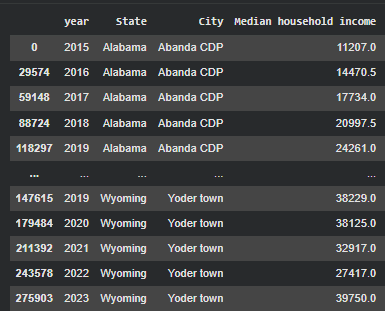 year State City Median household income
0 2015 Alabama Abanda CDP 11207.0
29574 2016 Alabama Abanda CDP 14470.5
59148 2017 Alabama Abanda CDP 17734.0
88724 2018 Alabama Abanda CDP 20997.5
118297 2019 Alabama Abanda CDP 24261.0
... ... ... ... ...
147615 2019 Wyoming Yoder town 38229.0
179484 2020 Wyoming Yoder town 38125.0
211392 2021 Wyoming Yoder town 32917.0
243578 2022 Wyoming Yoder town 27417.0
275903 2023 Wyoming Yoder town 39750.0